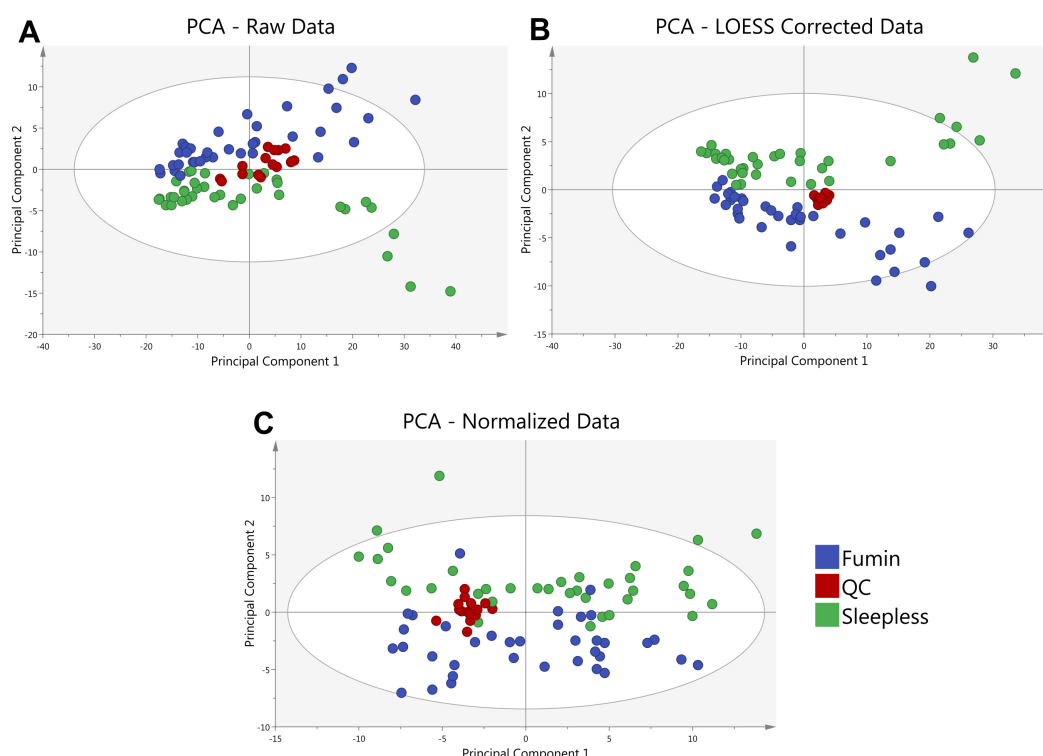 A
PCA - Raw Data
10
5
0
-5
-10
-15
-20
-40
-30
-20
-10
0
10
20
30
40
Principal Component 2
Principal Component 1
B
PCA - LOESS Corrected Data
10
5
0
-5
-10
-15
-40
-30
-20
-10
0
10
20
30
Principal Component 2
Principal Component 1
C
PCA - Normalized Data
10
5
0
-5
-10
-15
-10
-5
0
5
10
Principal Component 2
Principal Component 1
Fumin
QC
Sleepless